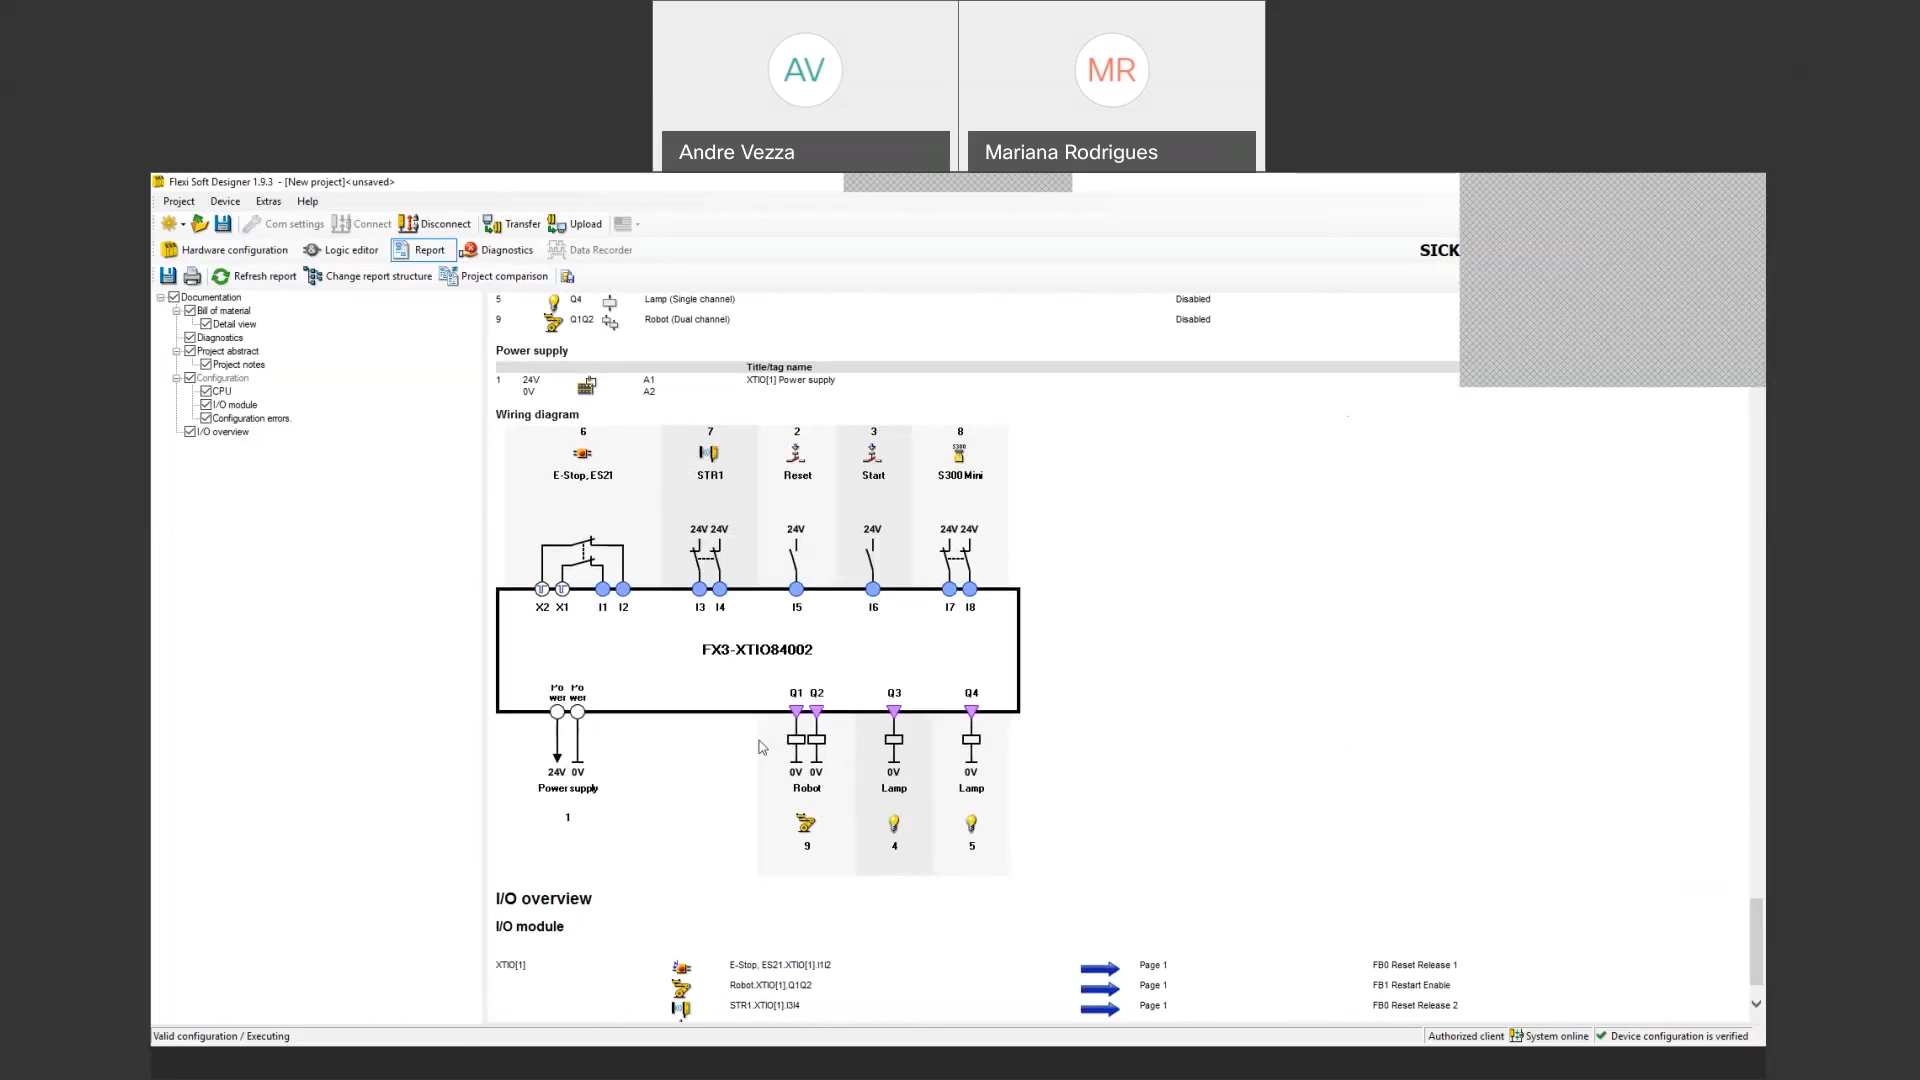 AV
MR
Andre Vezza
Mariana Rodrigues
Flexi Soft Designer 1.9.3 - [New project]<unsaved>
Project Device Extras Help
Com settings Connect Disconnect Transfer Upload
Hardware configuration Logic editor Report Diagnostics Data Recorder
SICK
Refresh report Change report structure Project comparison
Documentation
Bill of material
Detail view
Diagnostics
Project abstract
Project notes
Configuration
CPU
I/O module
Configuration errors.
I/O overview
5 Q4 Lamp (Single channel) Disabled
9 Q1Q2 Robot (Dual channel) Disabled
Power supply
Title/tag name
1 24V A1 XTIO[1] Power supply
0V A2
Wiring diagram
6 7 2 3 8
S300
E-Stop, ES21 STR1 Reset Start S300 Mini
24V 24V 24V 24V 24V 24V
X2 X1 I1 I2 I3 I4 I5 I6 I7 I8
FX3-XTIO84002
Po Po
wer wer
Q1 Q2 Q3 Q4
24V 0V 0V 0V 0V 0V
Power supply Robot Lamp Lamp
1
9 4 5
I/O overview
I/O module
XTIO[1] E-Stop, ES21.XTIO[1].I1I2 Page 1 FB0 Reset Release 1
Robot.XTIO[1].Q1Q2 Page 1 FB1 Restart Enable
STR1.XTIO[1].I3I4 Page 1 FB0 Reset Release 2
Valid configuration / Executing Authorized client System online Device configuration is verified